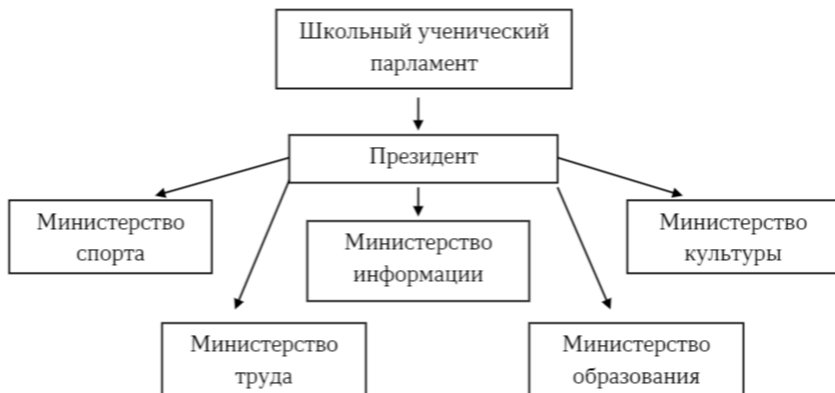 Школьный ученический
парламент
Президент
Министерство
спорта
Министерство
информации
Министерство
культуры
Министерство
труда
Министерство
образования